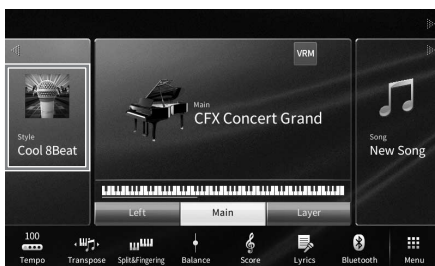 VRM
Main
CFX Concert Grand
Style
Cool 8Beat
Song
New Song
Left
Main
Layer
100
Tempo
Transpose
Split&Fingering
Balance
Score
Lyrics
Bluetooth
Menu